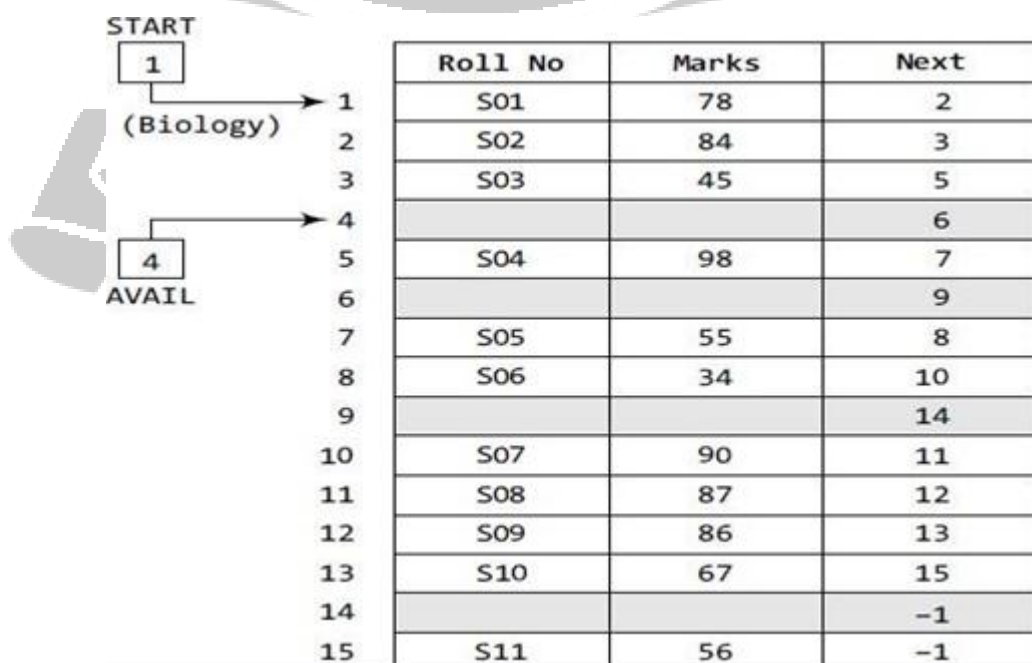 START
1
(Biology)
4
AVAIL
Roll No Marks Next
1 S01 78 2
2 S02 84 3
3 S03 45 5
4 6
5 S04 98 7
6 9
7 S05 55 8
8 S06 34 10
9 14
10 S07 90 11
11 S08 87 12
12 S09 86 13
13 S10 67 15
14 –1
15 S11 56 –1